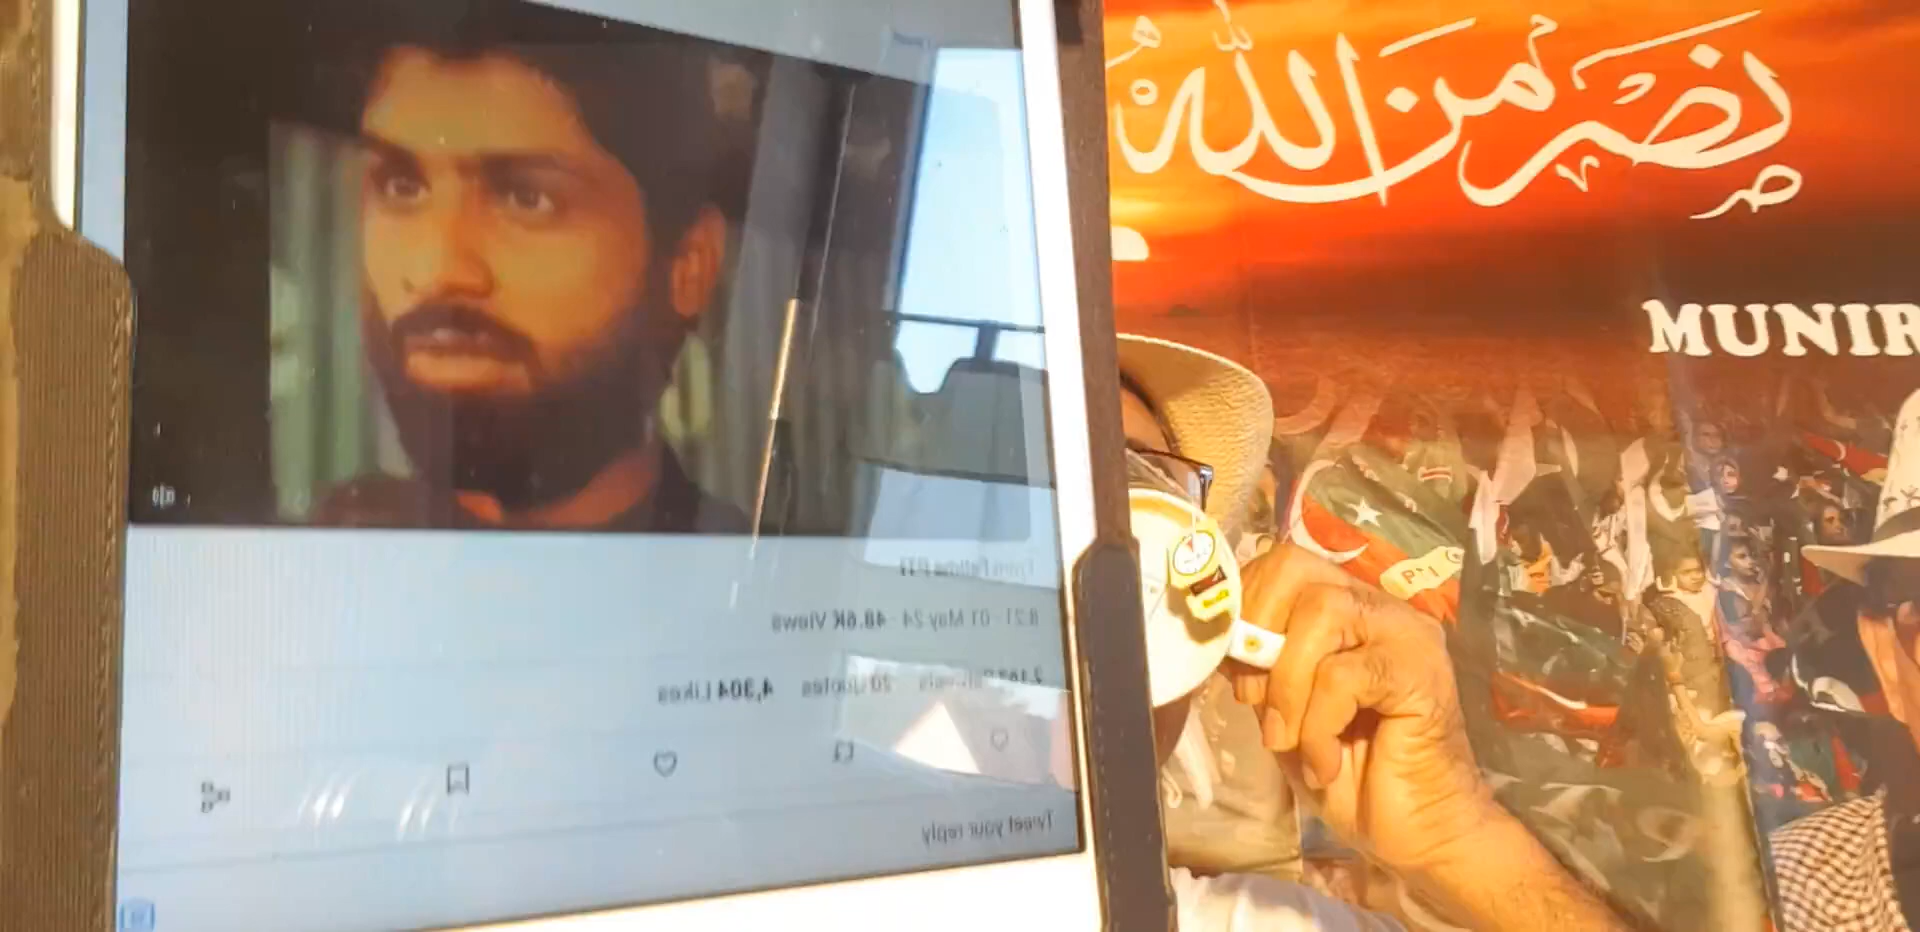 نصر من الله
MUNIR
PTI
8:21 · 01 May 24 · 48.6K Views
20 Quotes 4,304 Likes
Tweet your reply